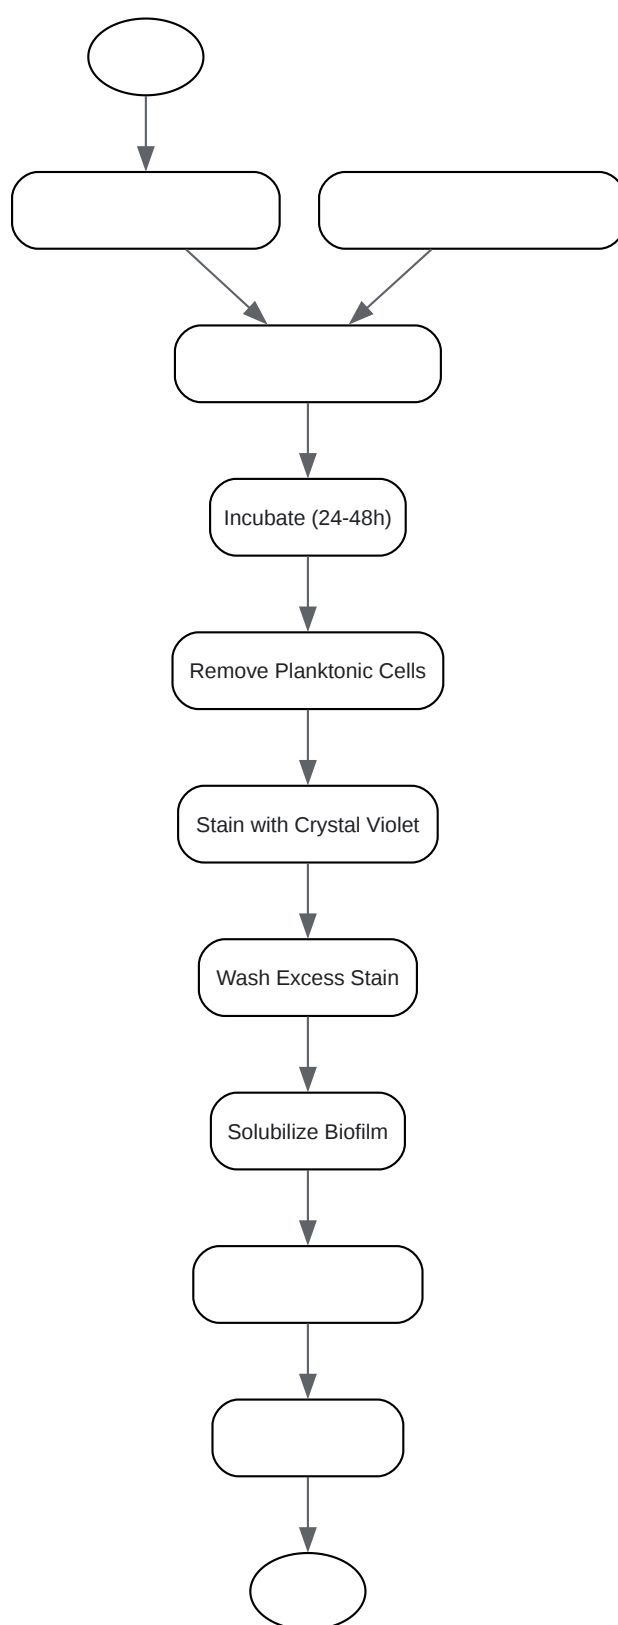 Incubate (24-48h)
Remove Planktonic Cells
Stain with Crystal Violet
Wash Excess Stain
Solubilize Biofilm